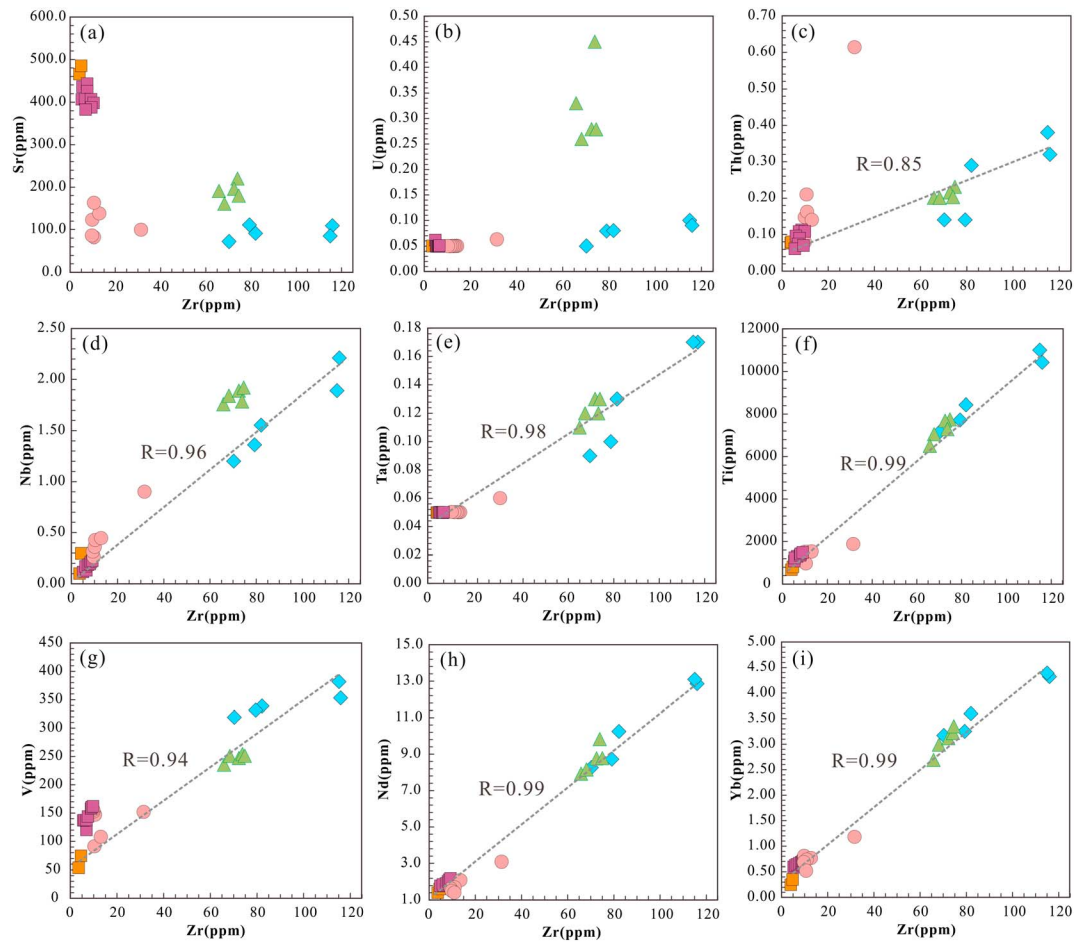 (a)
Sr(ppm)
600.0
500.0
400.0
300.0
200.0
100.0
0.0
0 20 40 60 80 100 120
Zr(ppm)
(b)
U(ppm)
0.50
0.45
0.40
0.35
0.30
0.25
0.20
0.15
0.10
0.05
0.00
0 20 40 60 80 100 120
Zr(ppm)
(c)
Th(ppm)
0.70
0.60
0.50
0.40
0.30
0.20
0.10
0.00
R=0.85
0 20 40 60 80 100 120
Zr(ppm)
(d)
Nb(ppm)
2.50
2.00
1.50
1.00
0.50
0.00
R=0.96
0 20 40 60 80 100 120
Zr(ppm)
(e)
Ta(ppm)
0.18
0.16
0.14
0.12
0.10
0.08
0.06
0.04
0.02
0.00
R=0.98
0 20 40 60 80 100 120
Zr(ppm)
(f)
Ti(ppm)
12000
10000
8000
6000
4000
2000
0
R=0.99
0 20 40 60 80 100 120
Zr(ppm)
(g)
V(ppm)
450
400
350
300
250
200
150
100
50
0
R=0.94
0 20 40 60 80 100 120
Zr(ppm)
(h)
Nd(ppm)
15.0
13.0
11.0
9.0
7.0
5.0
3.0
1.0
R=0.99
0 20 40 60 80 100 120
Zr(ppm)
(i)
Yb(ppm)
5.00
4.50
4.00
3.50
3.00
2.50
2.00
1.50
1.00
0.50
0.00
R=0.99
0 20 40 60 80 100 120
Zr(ppm)